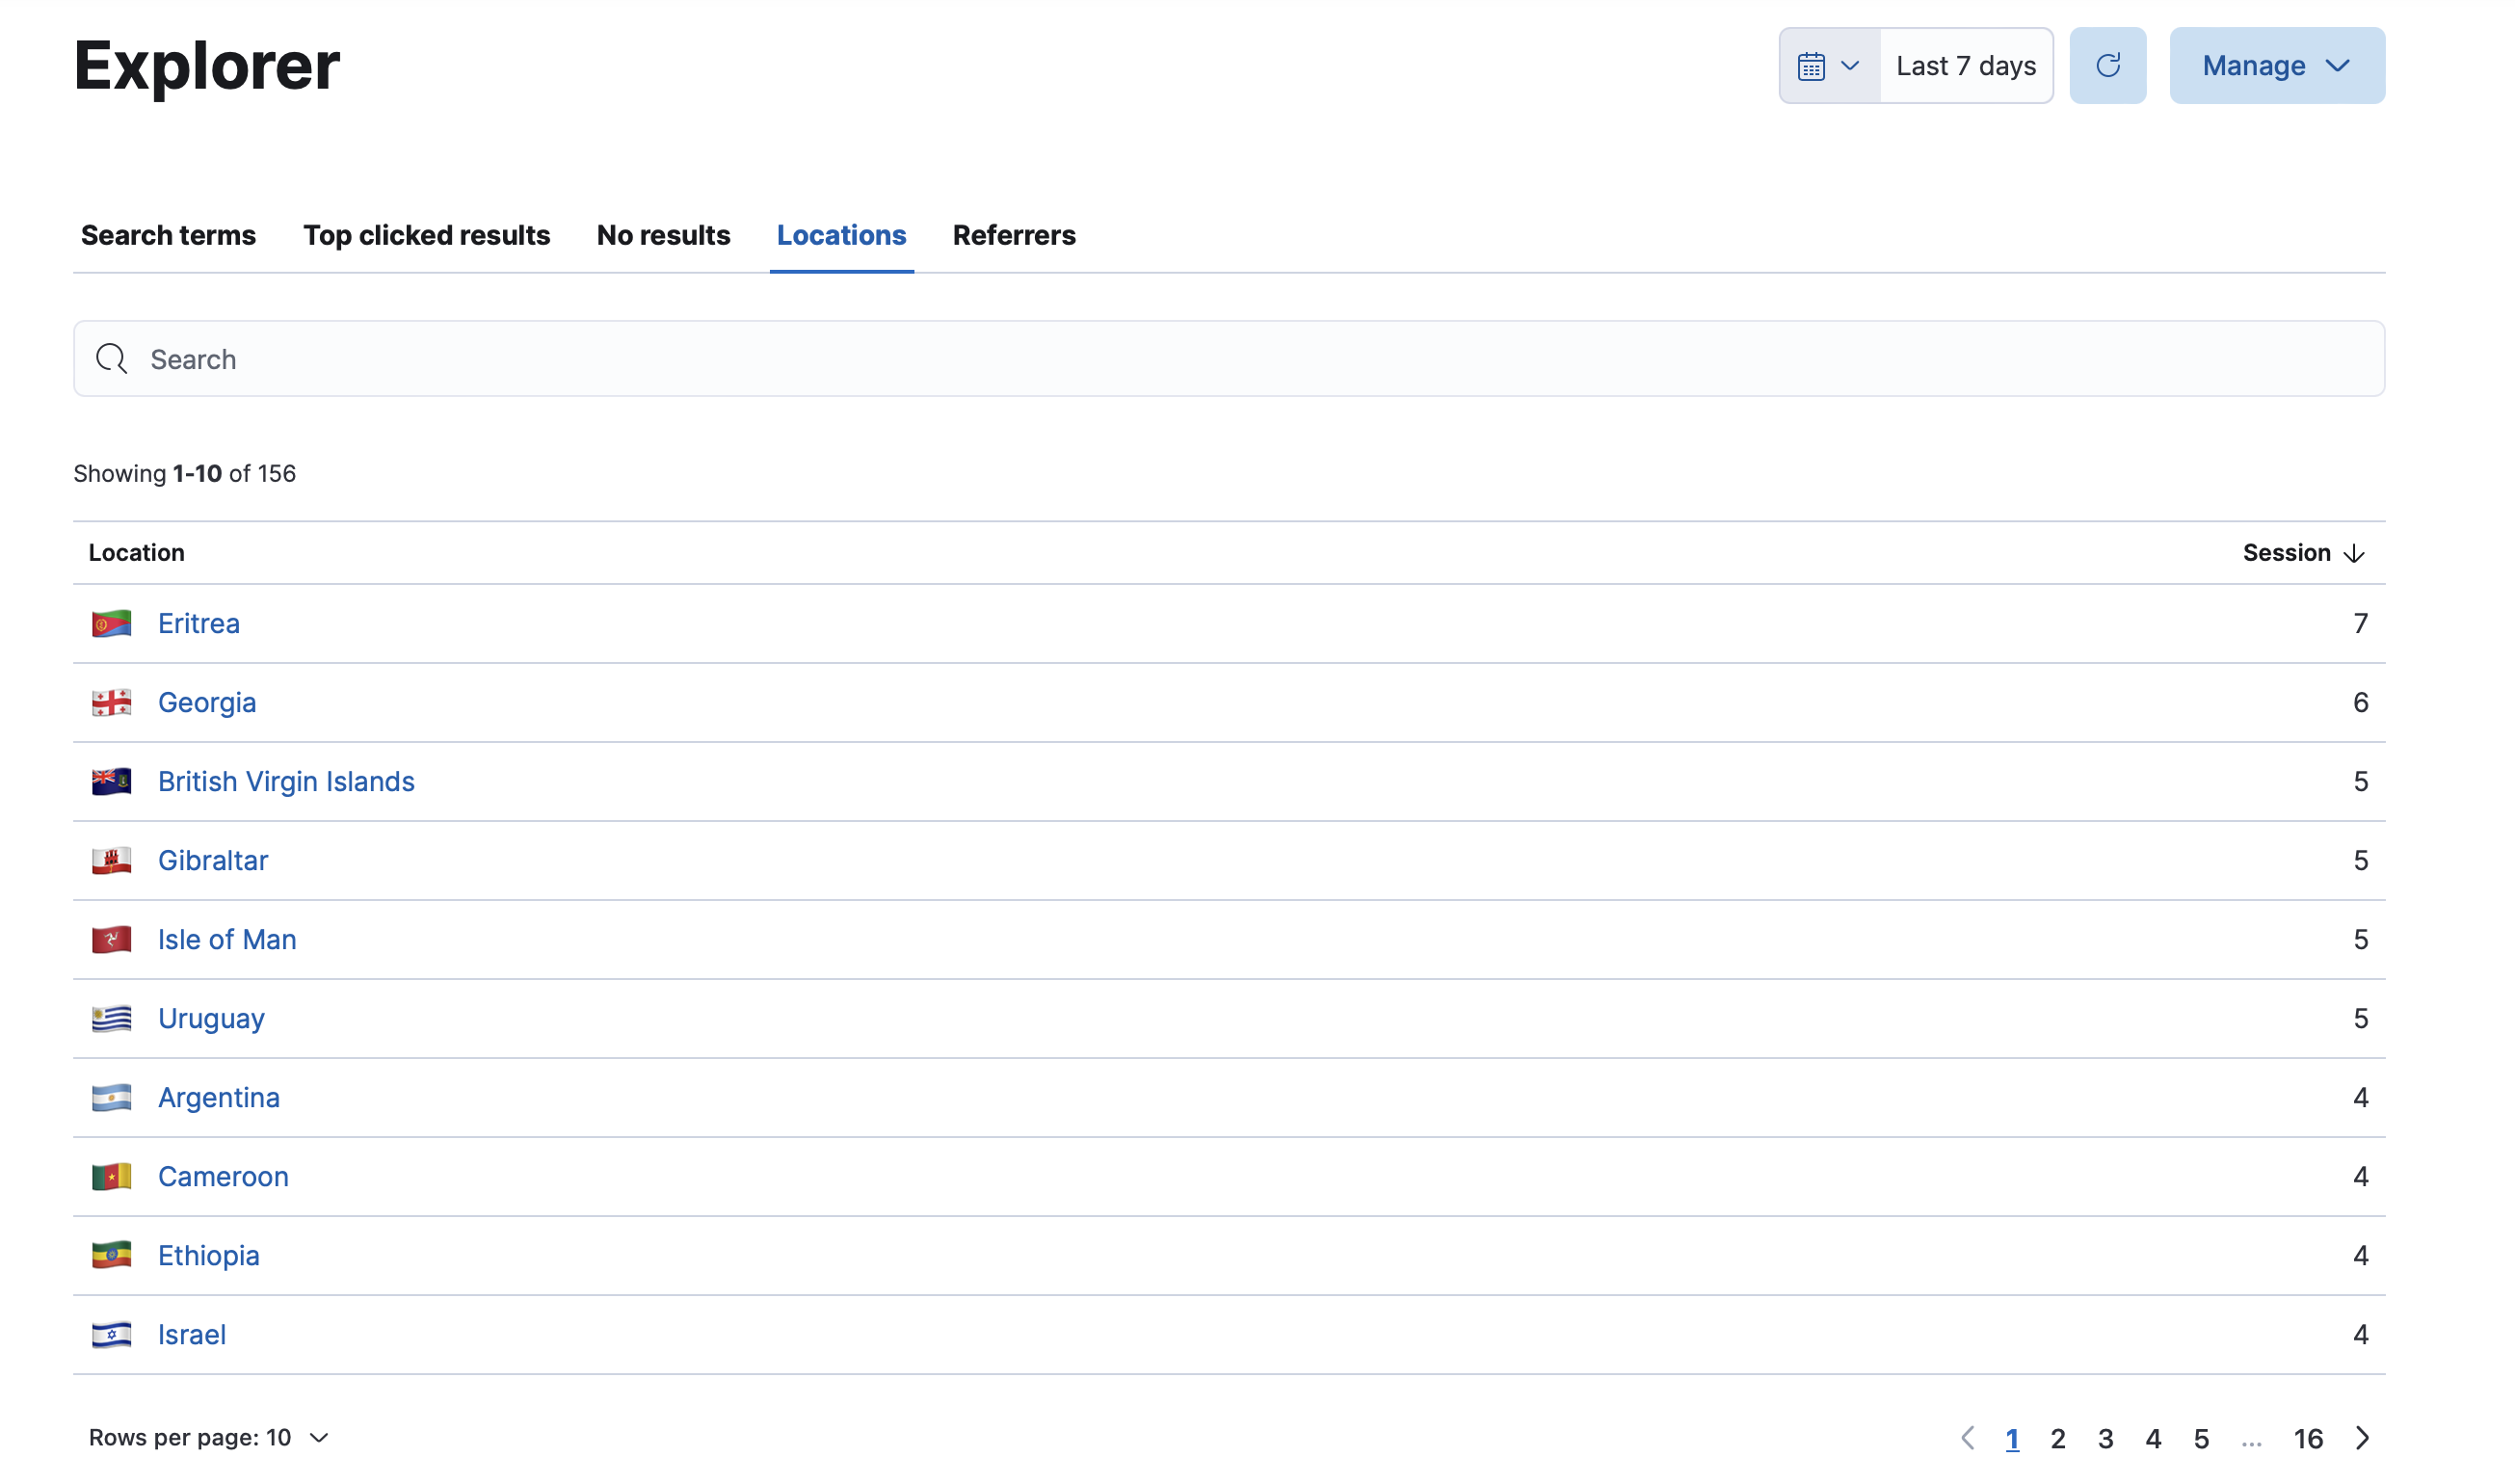 Explorer
Last 7 days
Manage
Search terms Top clicked results No results Locations Referrers
Search
Showing 1-10 of 156
Location Session
Eritrea 7
Georgia 6
British Virgin Islands 5
Gibraltar 5
Isle of Man 5
Uruguay 5
Argentina 4
Cameroon 4
Ethiopia 4
Israel 4
Rows per page: 10
1 2 3 4 5 ... 16